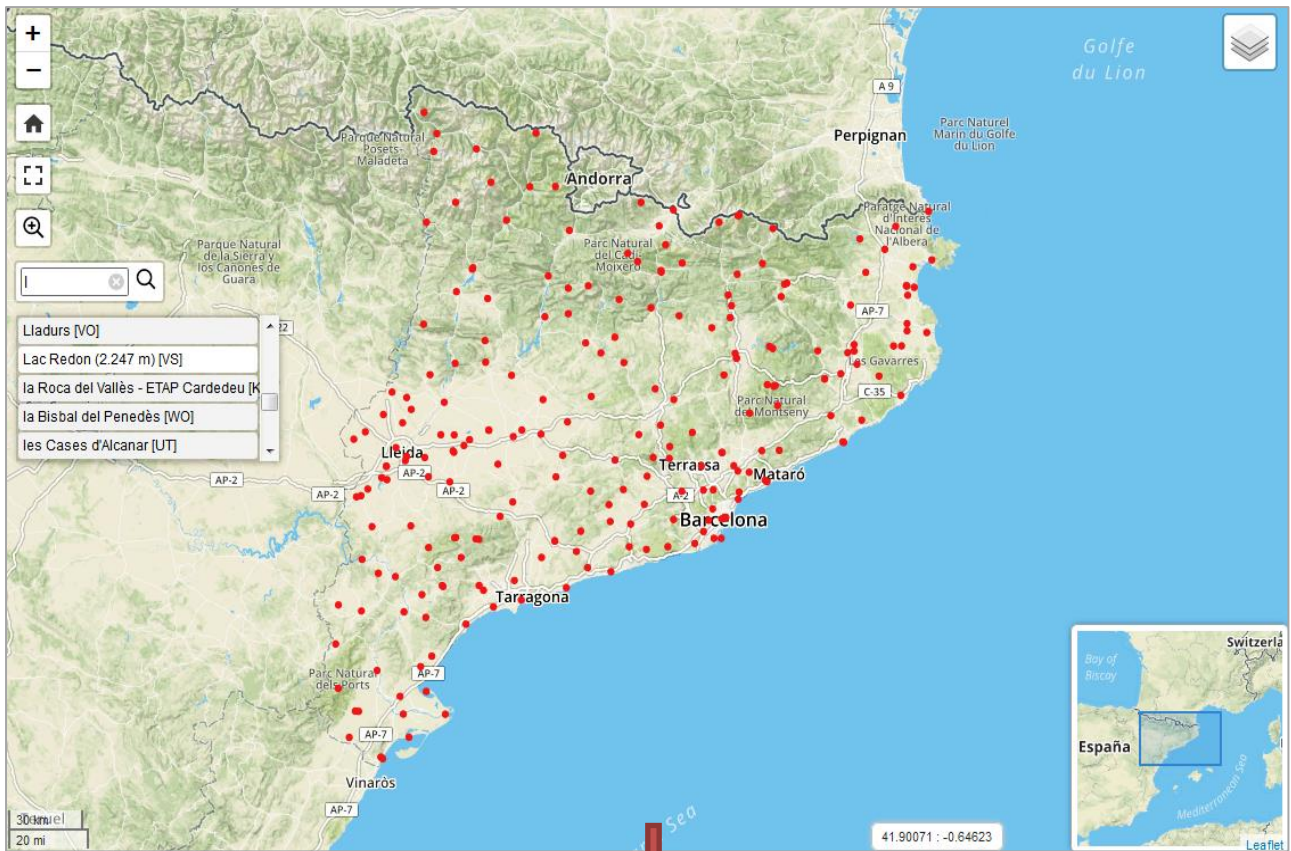 +
−
Golfe
du Lion
A 9
Perpignan
Parc Naturel
Marin du Golfe
du Lion
Parque Natural
Posets-
Maladeta
Andorra
Paratge Natural
d'Interès
Nacional de
l'Albera
Parque Natural
de la Sierra y
los Cañones de
Guara
Parc Natural
del Cadí-
Moixeró
l
22
AP-7
Lladurs [VO]
Lac Redon (2.247 m) [VS]
la Roca del Vallès - ETAP Cardedeu [K
la Bisbal del Penedès [WO]
les Cases d'Alcanar [UT]
Les Gavarres
C-35
Parc Natural
del Montseny
Lleida
AP-2
AP-2
AP-2
AP-2
Terrassa
Mataró
A-2
Barcelona
Tarragona
Parc Natural
dels Ports
AP-7
AP-7
Vinaròs
AP-7
30 km
20 mi
Sea
41.90071 : -0.64623
Switzerla
Bay of
Biscay
España
Mediterranean Sea
Leaflet